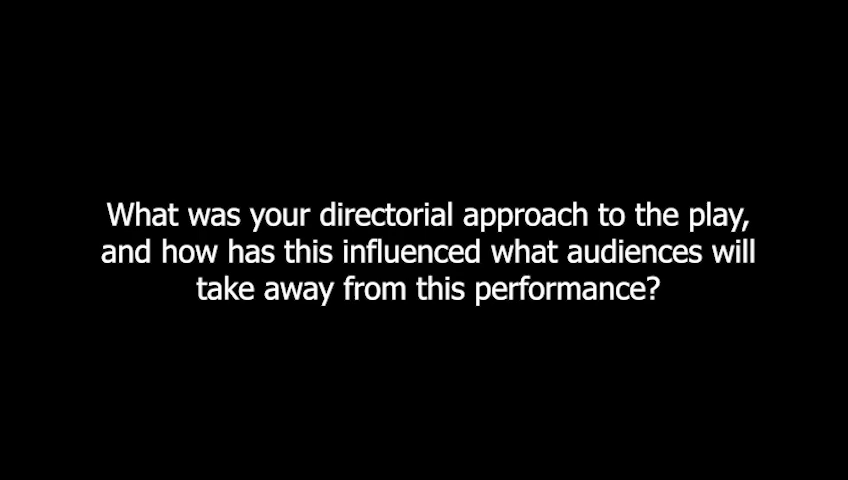 What was your directorial approach to the play,
and how has this influenced what audiences will
take away from this performance?